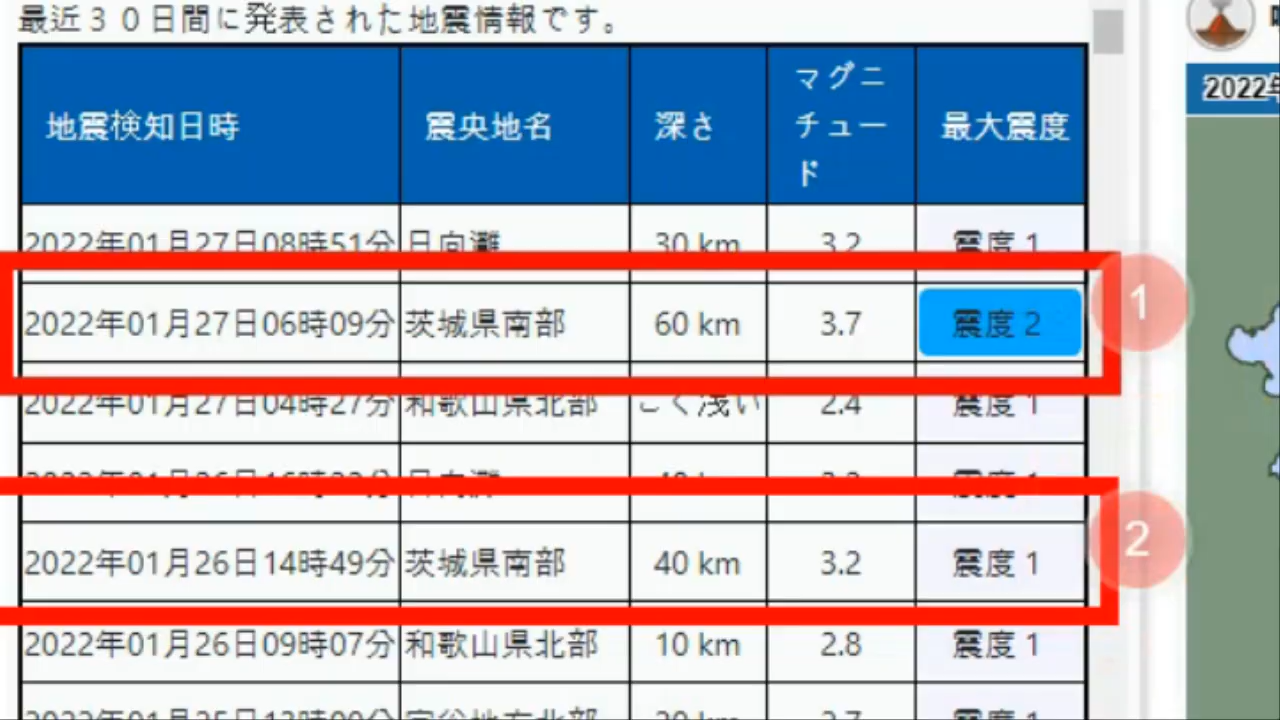 最近３０日間に発表された地震情報です。
地震検知日時 震央地名 深さ マグニチュード 最大震度
2022年01月27日08時51分 日向灘 30 km 3.2 震度 1
2022年01月27日06時09分 茨城県南部 60 km 3.7 震度 2
1
2022年01月27日04時27分 和歌山県北部 ごく浅い 2.4 震度 1
日向灘 震度 1
2022年01月26日14時49分 茨城県南部 40 km 3.2 震度 1
2
2022年01月26日09時07分 和歌山県北部 10 km 2.8 震度 1
2022年